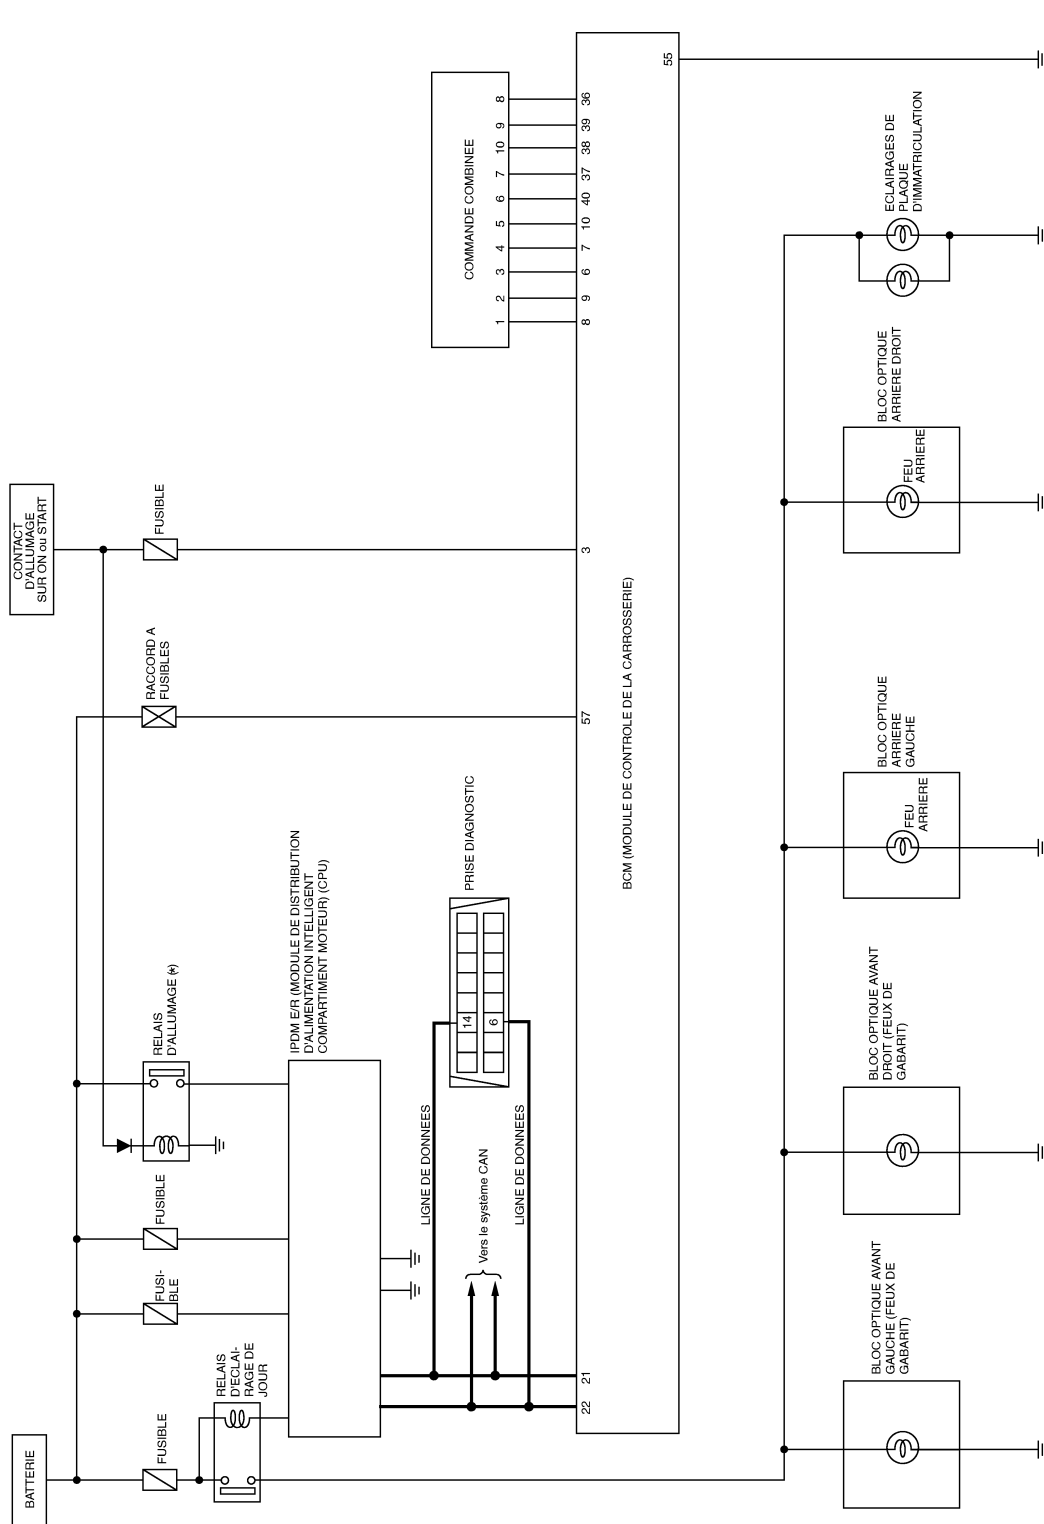 BATTERIE
CONTACT
D'ALLUMAGE
SUR ON ou START
FUSIBLE
RELAIS
D'ECLAI-
RAGE DE
JOUR
FUSI-
BLE
FUSIBLE
RELAIS
D'ALLUMAGE (*)
RACCORD A
FUSIBLES
FUSIBLE
IPDM E/R (MODULE DE DISTRIBUTION
D'ALIMENTATION INTELLIGENT
COMPARTIMENT MOTEUR) (CPU)
LIGNE DE DONNEES
14
6
PRISE DIAGNOSTIC
Vers le système CAN
LIGNE DE DONNEES
COMMANDE COMBINEE
1 2 3 4 5 6 7 10 9 8
22 21 57 3 8 9 6 7 10 40 37 38 39 36
BCM (MODULE DE CONTROLE DE LA CARROSSERIE)
55
BLOC OPTIQUE AVANT
GAUCHE (FEUX DE
GABARIT)
BLOC OPTIQUE AVANT
DROIT (FEUX DE
GABARIT)
BLOC OPTIQUE
ARRIERE
GAUCHE
FEU
ARRIERE
BLOC OPTIQUE
ARRIERE DROIT
FEU
ARRIERE
ECLAIRAGES DE
PLAQUE
D'IMMATRICULATION